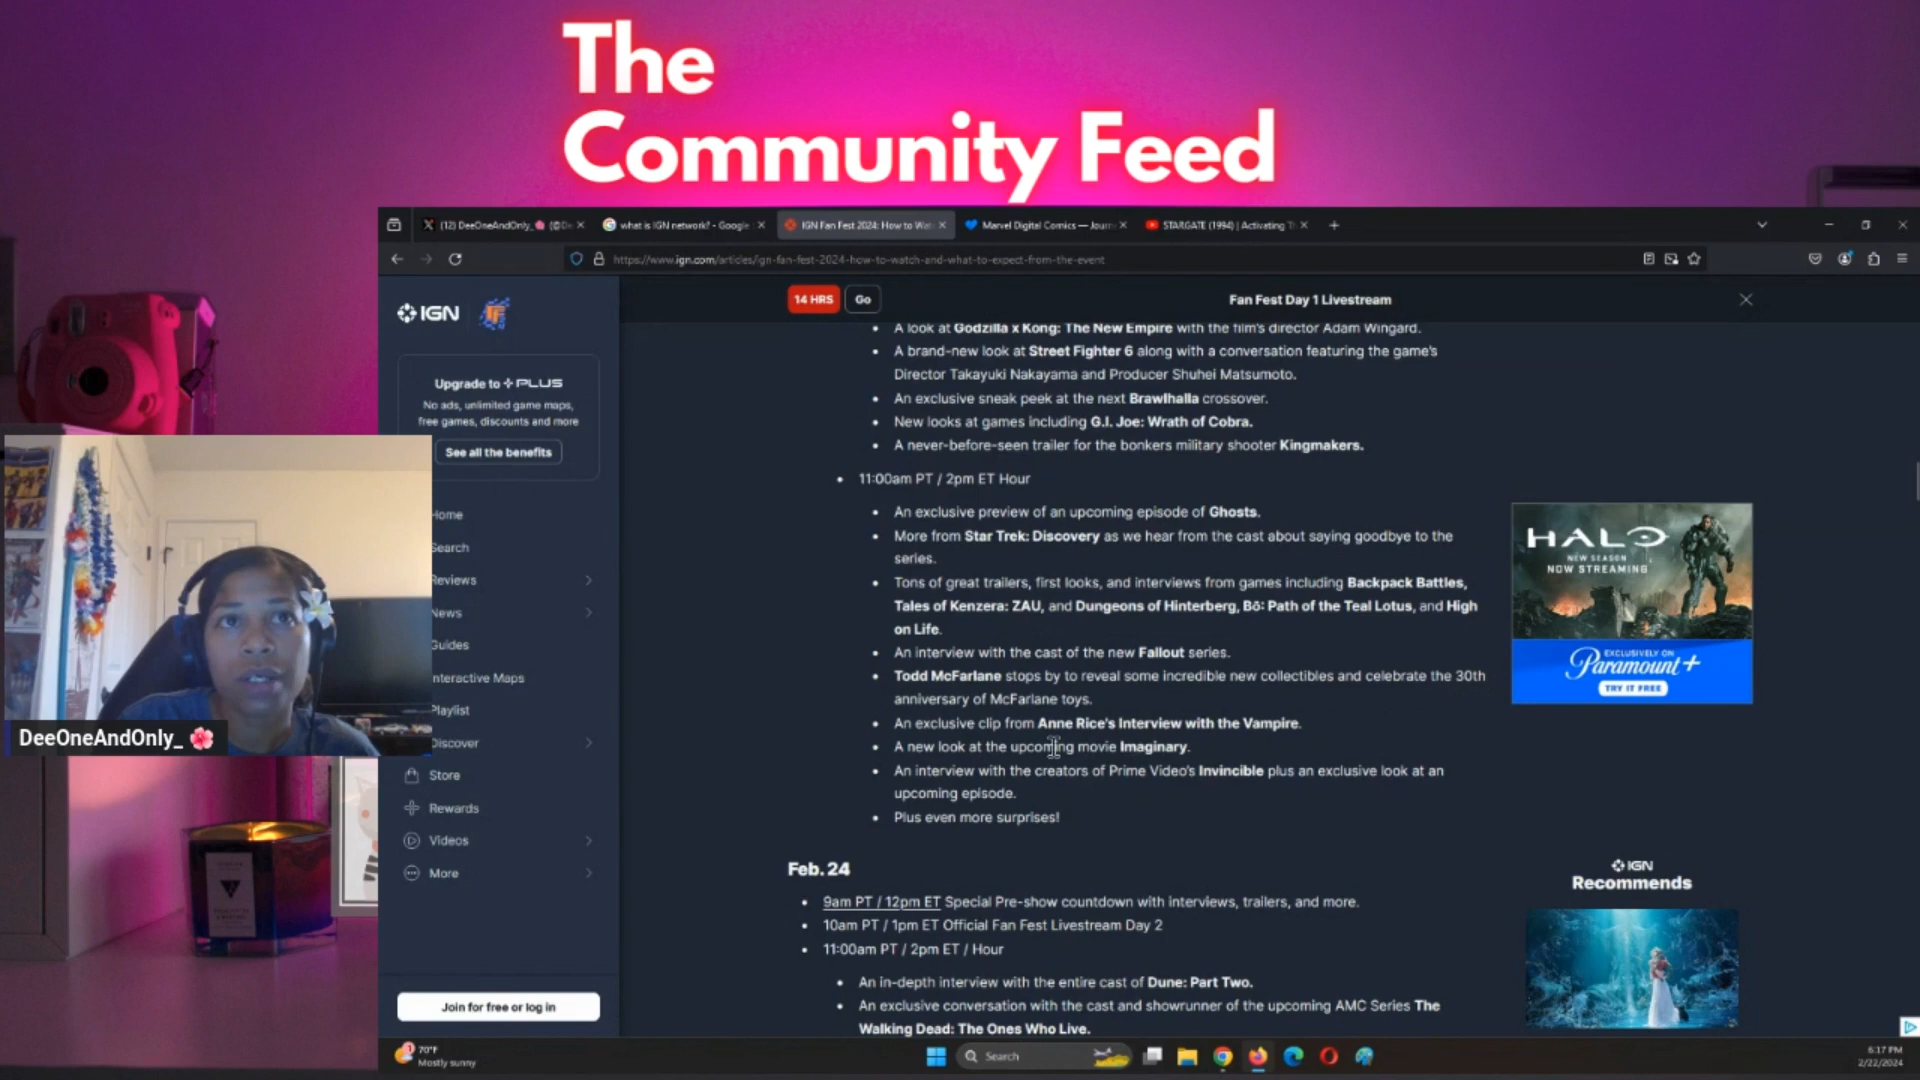 The
Community Feed
(12) DeeOneAndOnly_🌸 (@De
what is IGN network? - Google
IGN Fan Fest 2024: How to Wat
Marvel Digital Comics — Journ
STARGATE (1994) | Activating T
https://www.ign.com/articles/ign-fan-fest-2024-how-to-watch-and-what-to-expect-from-the-event
IGN
14 HRS
Go
Fan Fest Day 1 Livestream
Upgrade to PLUS
No ads, unlimited game maps,
free games, discounts and more
See all the benefits
Home
Search
Reviews
News
Guides
Interactive Maps
Playlist
Discover
Store
Rewards
Videos
More
Join for free or log in
• A look at Godzilla x Kong: The New Empire with the film's director Adam Wingard.
• A brand-new look at Street Fighter 6 along with a conversation featuring the game's
Director Takayuki Nakayama and Producer Shuhei Matsumoto.
• An exclusive sneak peek at the next Brawlhalla crossover.
• New looks at games including G.I. Joe: Wrath of Cobra.
• A never-before-seen trailer for the bonkers military shooter Kingmakers.
• 11:00am PT / 2pm ET Hour
• An exclusive preview of an upcoming episode of Ghosts.
• More from Star Trek: Discovery as we hear from the cast about saying goodbye to the
series.
• Tons of great trailers, first looks, and interviews from games including Backpack Battles,
Tales of Kenzera: ZAU, and Dungeons of Hinterberg, Bō: Path of the Teal Lotus, and High
on Life.
• An interview with the cast of the new Fallout series.
• Todd McFarlane stops by to reveal some incredible new collectibles and celebrate the 30th
anniversary of McFarlane toys.
• An exclusive clip from Anne Rice's Interview with the Vampire.
• A new look at the upcoming movie Imaginary.
• An interview with the creators of Prime Video's Invincible plus an exclusive look at an
upcoming episode.
• Plus even more surprises!
Feb. 24
• 9am PT / 12pm ET Special Pre-show countdown with interviews, trailers, and more.
• 10am PT / 1pm ET Official Fan Fest Livestream Day 2
• 11:00am PT / 2pm ET / Hour
• An in-depth interview with the entire cast of Dune: Part Two.
• An exclusive conversation with the cast and showrunner of the upcoming AMC Series The
Walking Dead: The Ones Who Live.
HALO
NEW SEASON
NOW STREAMING
EXCLUSIVELY ON
Paramount+
TRY IT FREE
IGN
Recommends
DeeOneAndOnly_ 🌸
70°F
Mostly sunny
Search
6:17 PM
2/22/2024